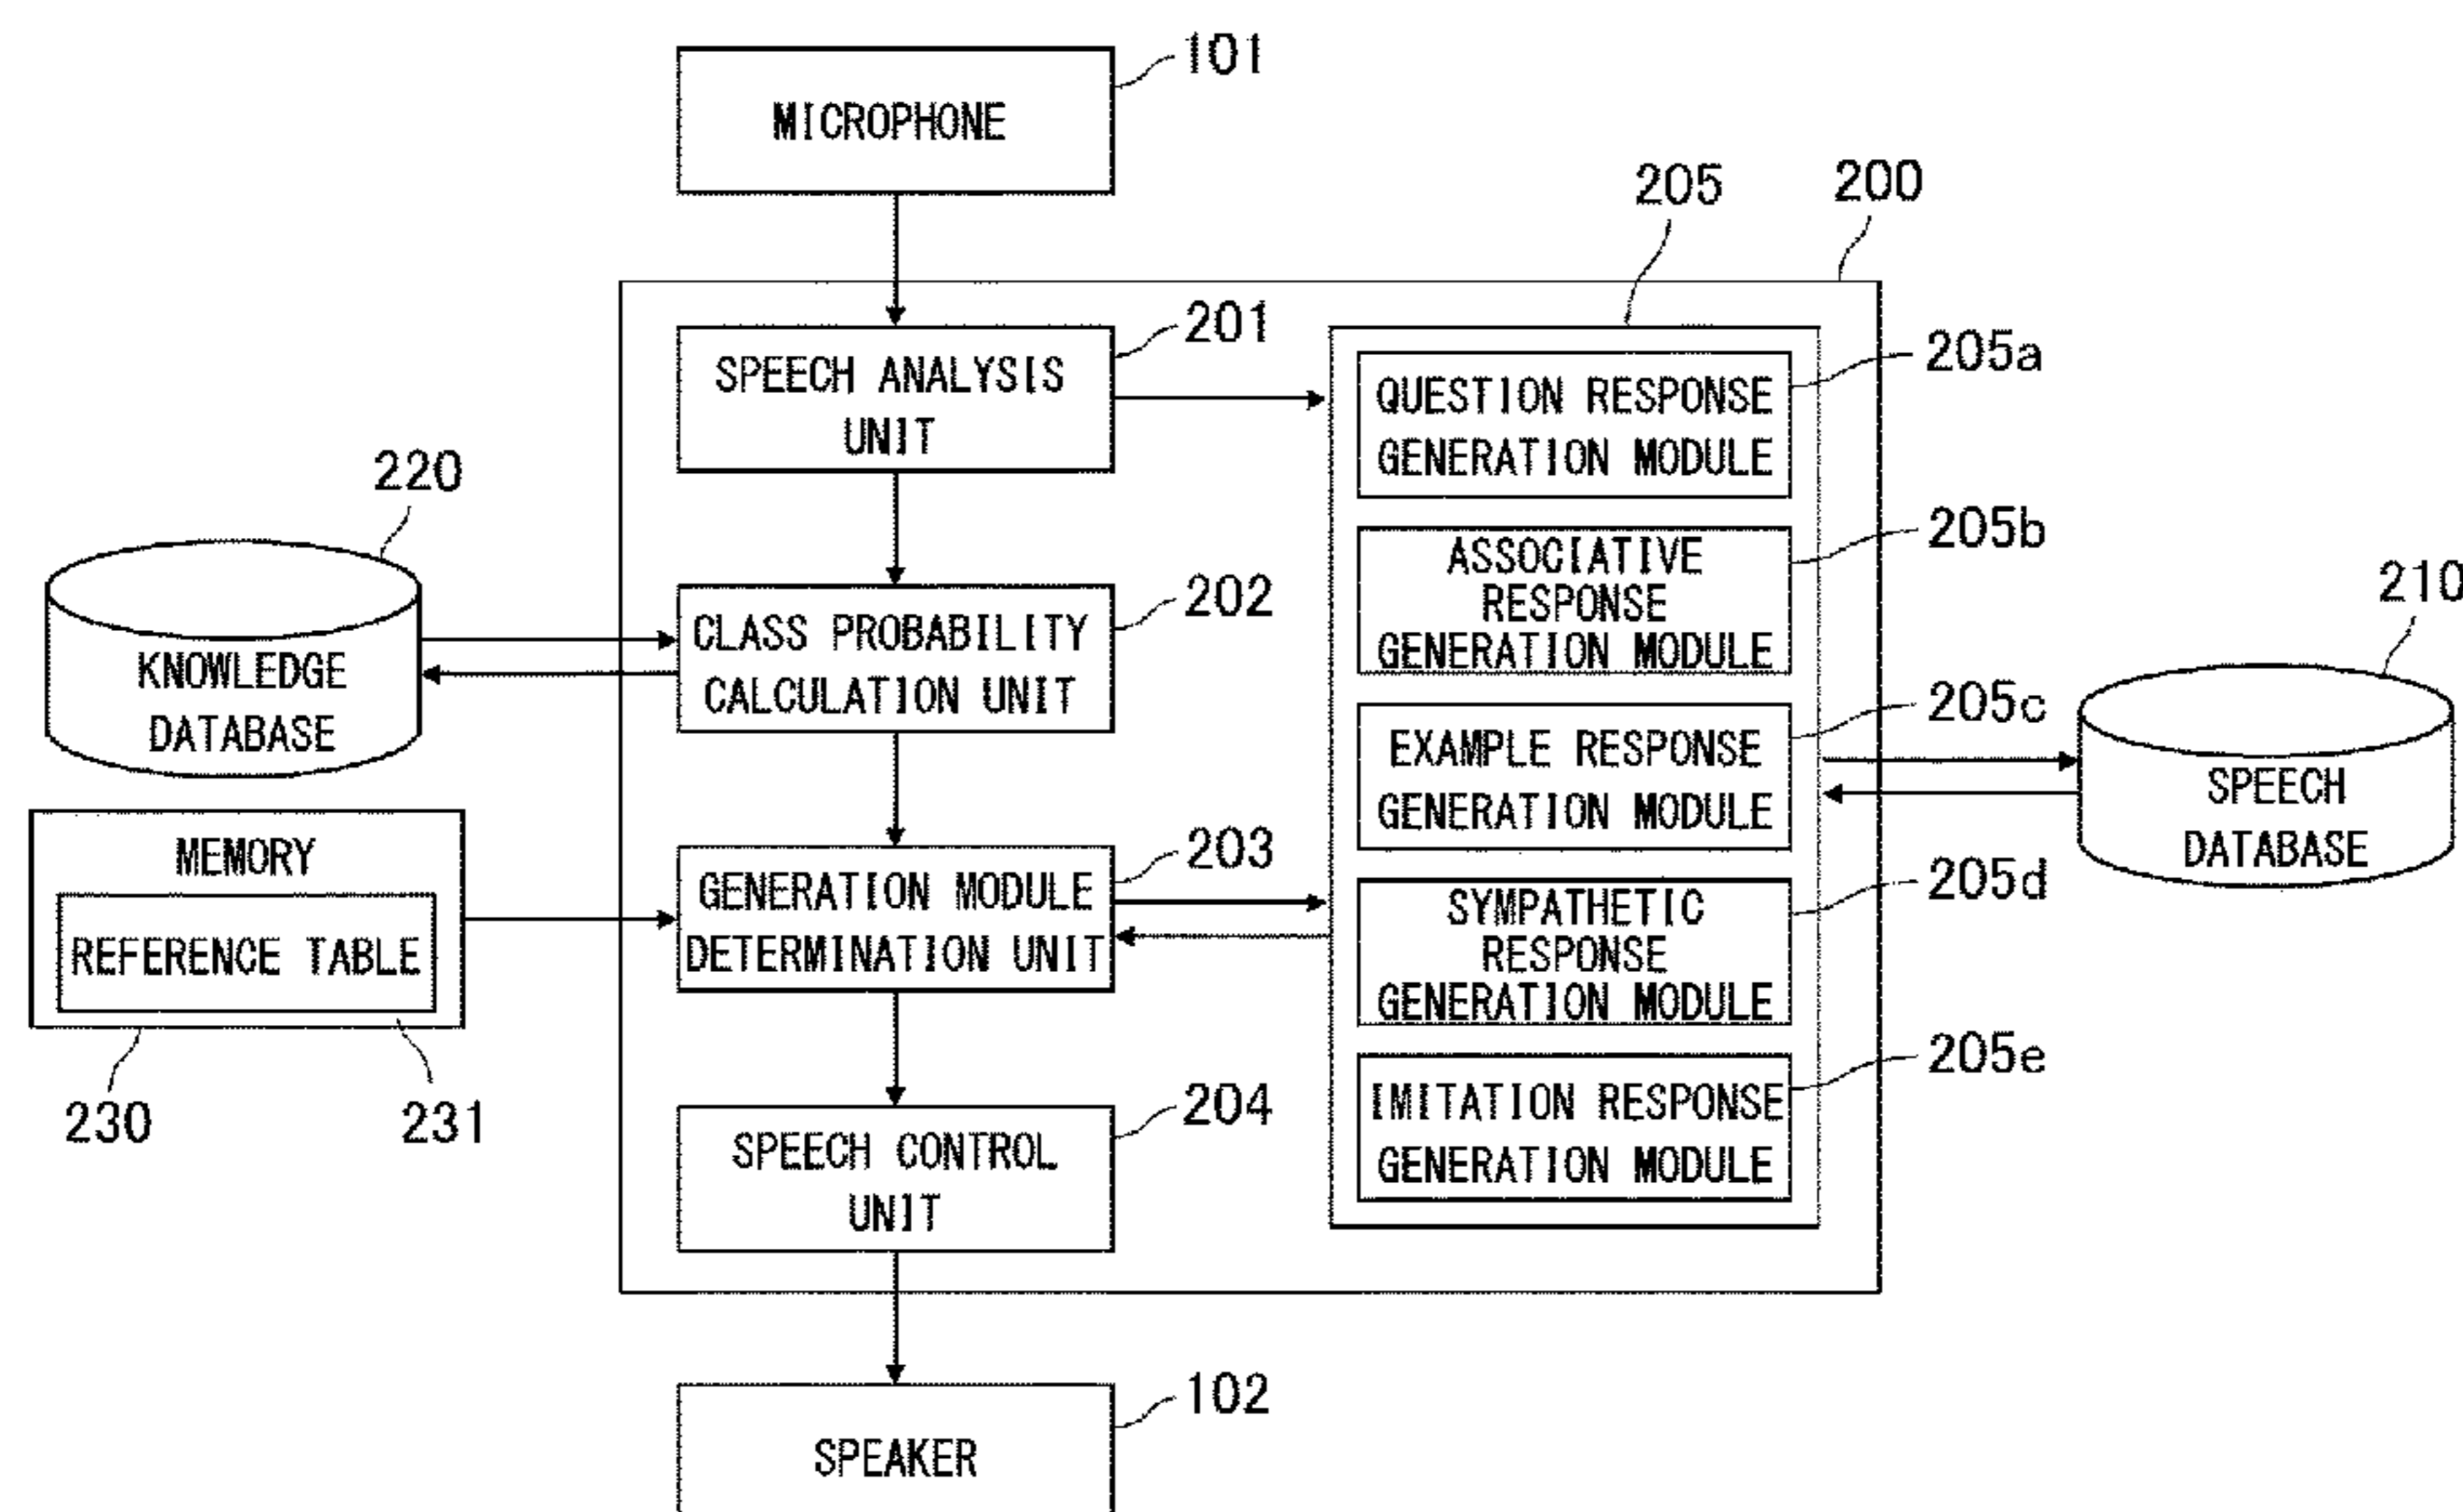 101
MICROPHONE
205
200
201
SPEECH ANALYSIS
UNIT
205a
QUESTION RESPONSE
GENERATION MODULE
220
KNOWLEDGE
DATABASE
202
CLASS PROBABILITY
CALCULATION UNIT
205b
ASSOCIATIVE
RESPONSE
GENERATION MODULE
210
SPEECH
DATABASE
205c
EXAMPLE RESPONSE
GENERATION MODULE
MEMORY
REFERENCE TABLE
230
231
203
GENERATION MODULE
DETERMINATION UNIT
205d
SYMPATHETIC
RESPONSE
GENERATION MODULE
204
SPEECH CONTROL
UNIT
205e
IMITATION RESPONSE
GENERATION MODULE
102
SPEAKER